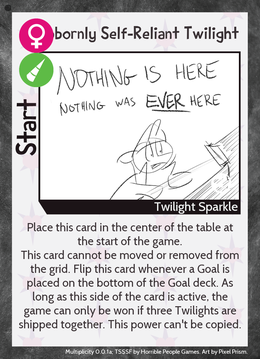 bornly Self-Reliant Twilight
Start
NOTHING IS HERE
NOTHING WAS EVER HERE
Twilight Sparkle
Place this card in the center of the table at
the start of the game.
This card cannot be moved or removed from
the grid. Flip this card whenever a Goal is
placed on the bottom of the Goal deck. As
long as this side of the card is active, the
game can only be won if three Twilights are
shipped together. This power can't be copied.
Multiplicity 0.0.1a; TSSSF by Horrible People Games. Art by Pixel Prism.